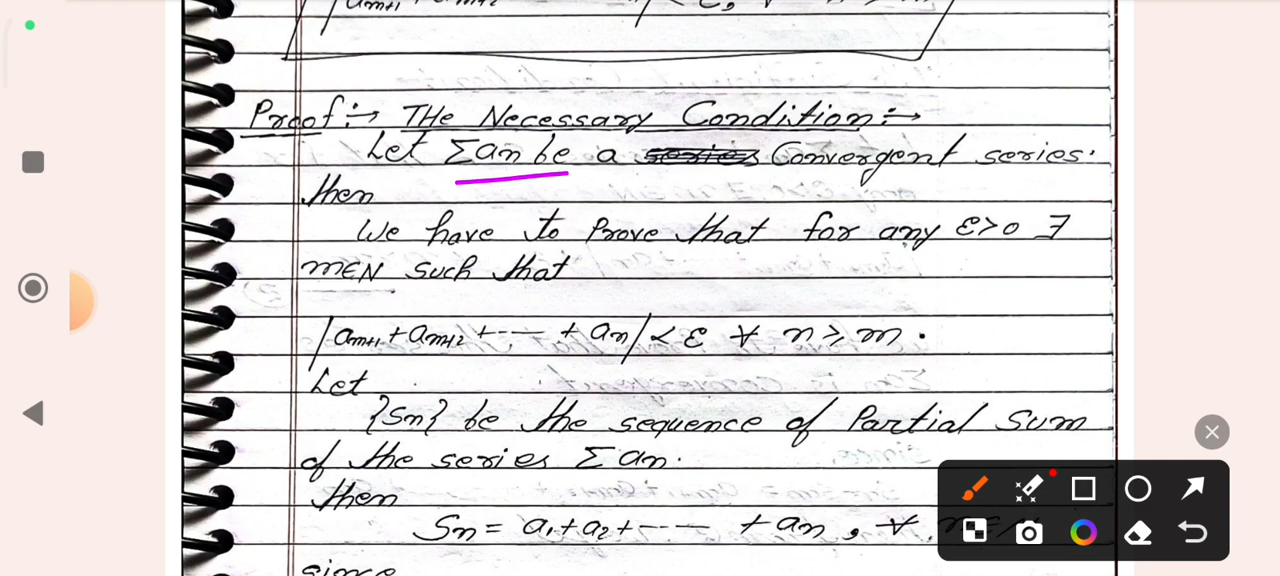 Proof:→ THe Necessary Condition:→
Let Σan be a Convergent series.
then
We have to Prove that for any ε>0 ∃
m∈N such that
|am+1 + am+2 + --- + an| < ε ∀ n ≥ m.
Let
{Sn} be the sequence of Partial Sum
of the series Σan.
then
Sn = a1 + a2 + ---- + an, ∀
since